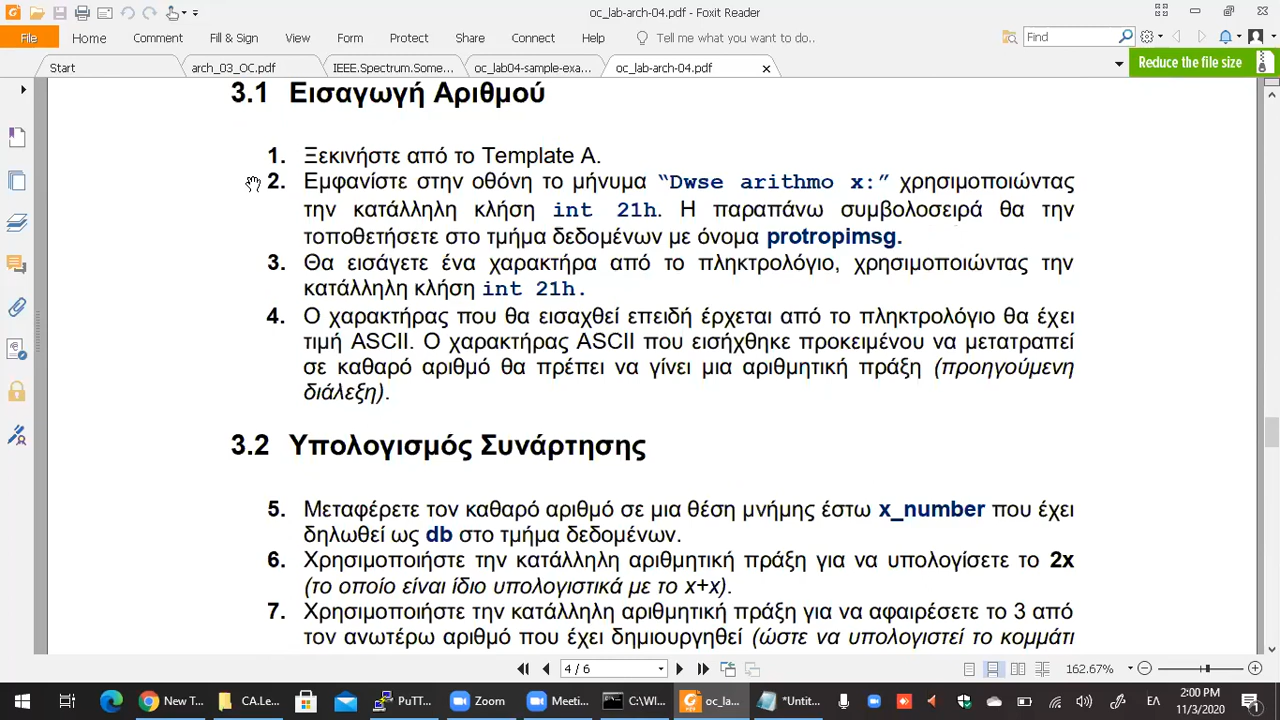 oc_lab-arch-04.pdf - Foxit Reader
File Home Comment Fill & Sign View Form Protect Share Connect Help Tell me what you want to do.. Find
Start arch_03_OC.pdf IEEE.Spectrum.Some... oc_lab04-sample-exa... oc_lab-arch-04.pdf Reduce the file size
3.1 Εισαγωγή Αριθμού
1. Ξεκινήστε από το Template A.
2. Εμφανίστε στην οθόνη το μήνυμα “Dwse arithmo x:” χρησιμοποιώντας
την κατάλληλη κλήση int 21h. Η παραπάνω συμβολοσειρά θα την
τοποθετήσετε στο τμήμα δεδομένων με όνομα protropimsg.
3. Θα εισάγετε ένα χαρακτήρα από το πληκτρολόγιο, χρησιμοποιώντας την
κατάλληλη κλήση int 21h.
4. Ο χαρακτήρας που θα εισαχθεί επειδή έρχεται από το πληκτρολόγιο θα έχει
τιμή ASCII. Ο χαρακτήρας ASCII που εισήχθηκε προκειμένου να μετατραπεί
σε καθαρό αριθμό θα πρέπει να γίνει μια αριθμητική πράξη (προηγούμενη
διάλεξη).
3.2 Υπολογισμός Συνάρτησης
5. Μεταφέρετε τον καθαρό αριθμό σε μια θέση μνήμης έστω x_number που έχει
δηλωθεί ως db στο τμήμα δεδομένων.
6. Χρησιμοποιήστε την κατάλληλη αριθμητική πράξη για να υπολογίσετε το 2x
(το οποίο είναι ίδιο υπολογιστικά με το x+x).
7. Χρησιμοποιήστε την κατάλληλη αριθμητική πράξη για να αφαιρέσετε το 3 από
τον ανωτέρω αριθμό που έχει δημιουργηθεί (ώστε να υπολογιστεί το κομμάτι
4 / 6 162.67%
New T... CA.Le... PuTT... Zoom Meeti... C:\WI... oc_la... *Untit... ΕΛ 2:00 PM
11/3/2020